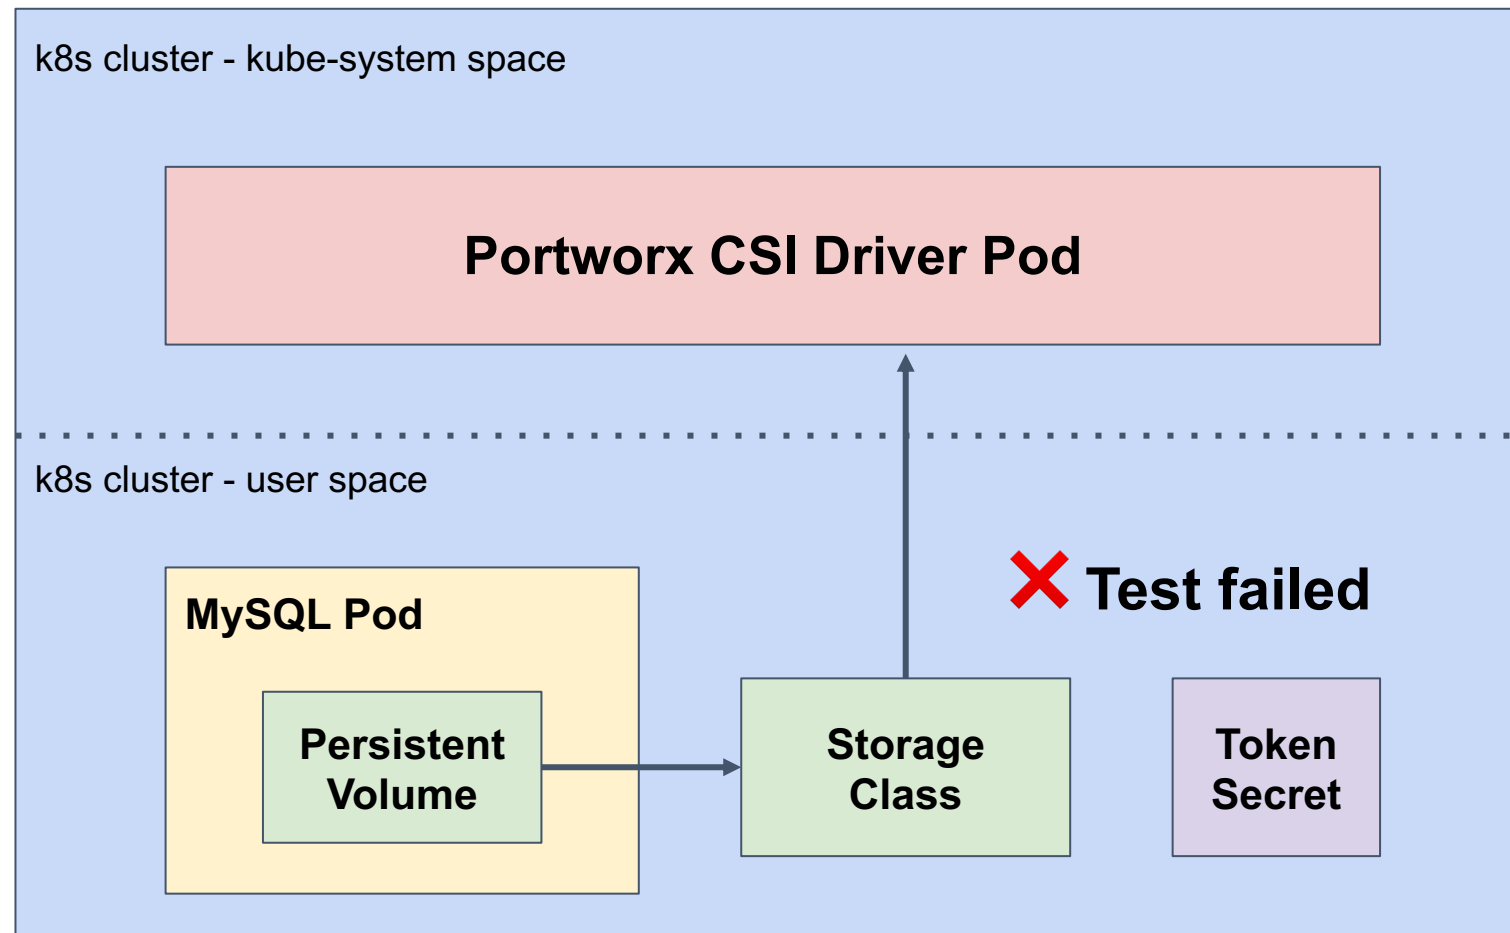 k8s cluster - kube-system space
Portworx CSI Driver Pod
k8s cluster - user space
Test failed
MySQL Pod
Persistent
Volume
Storage
Class
Token
Secret